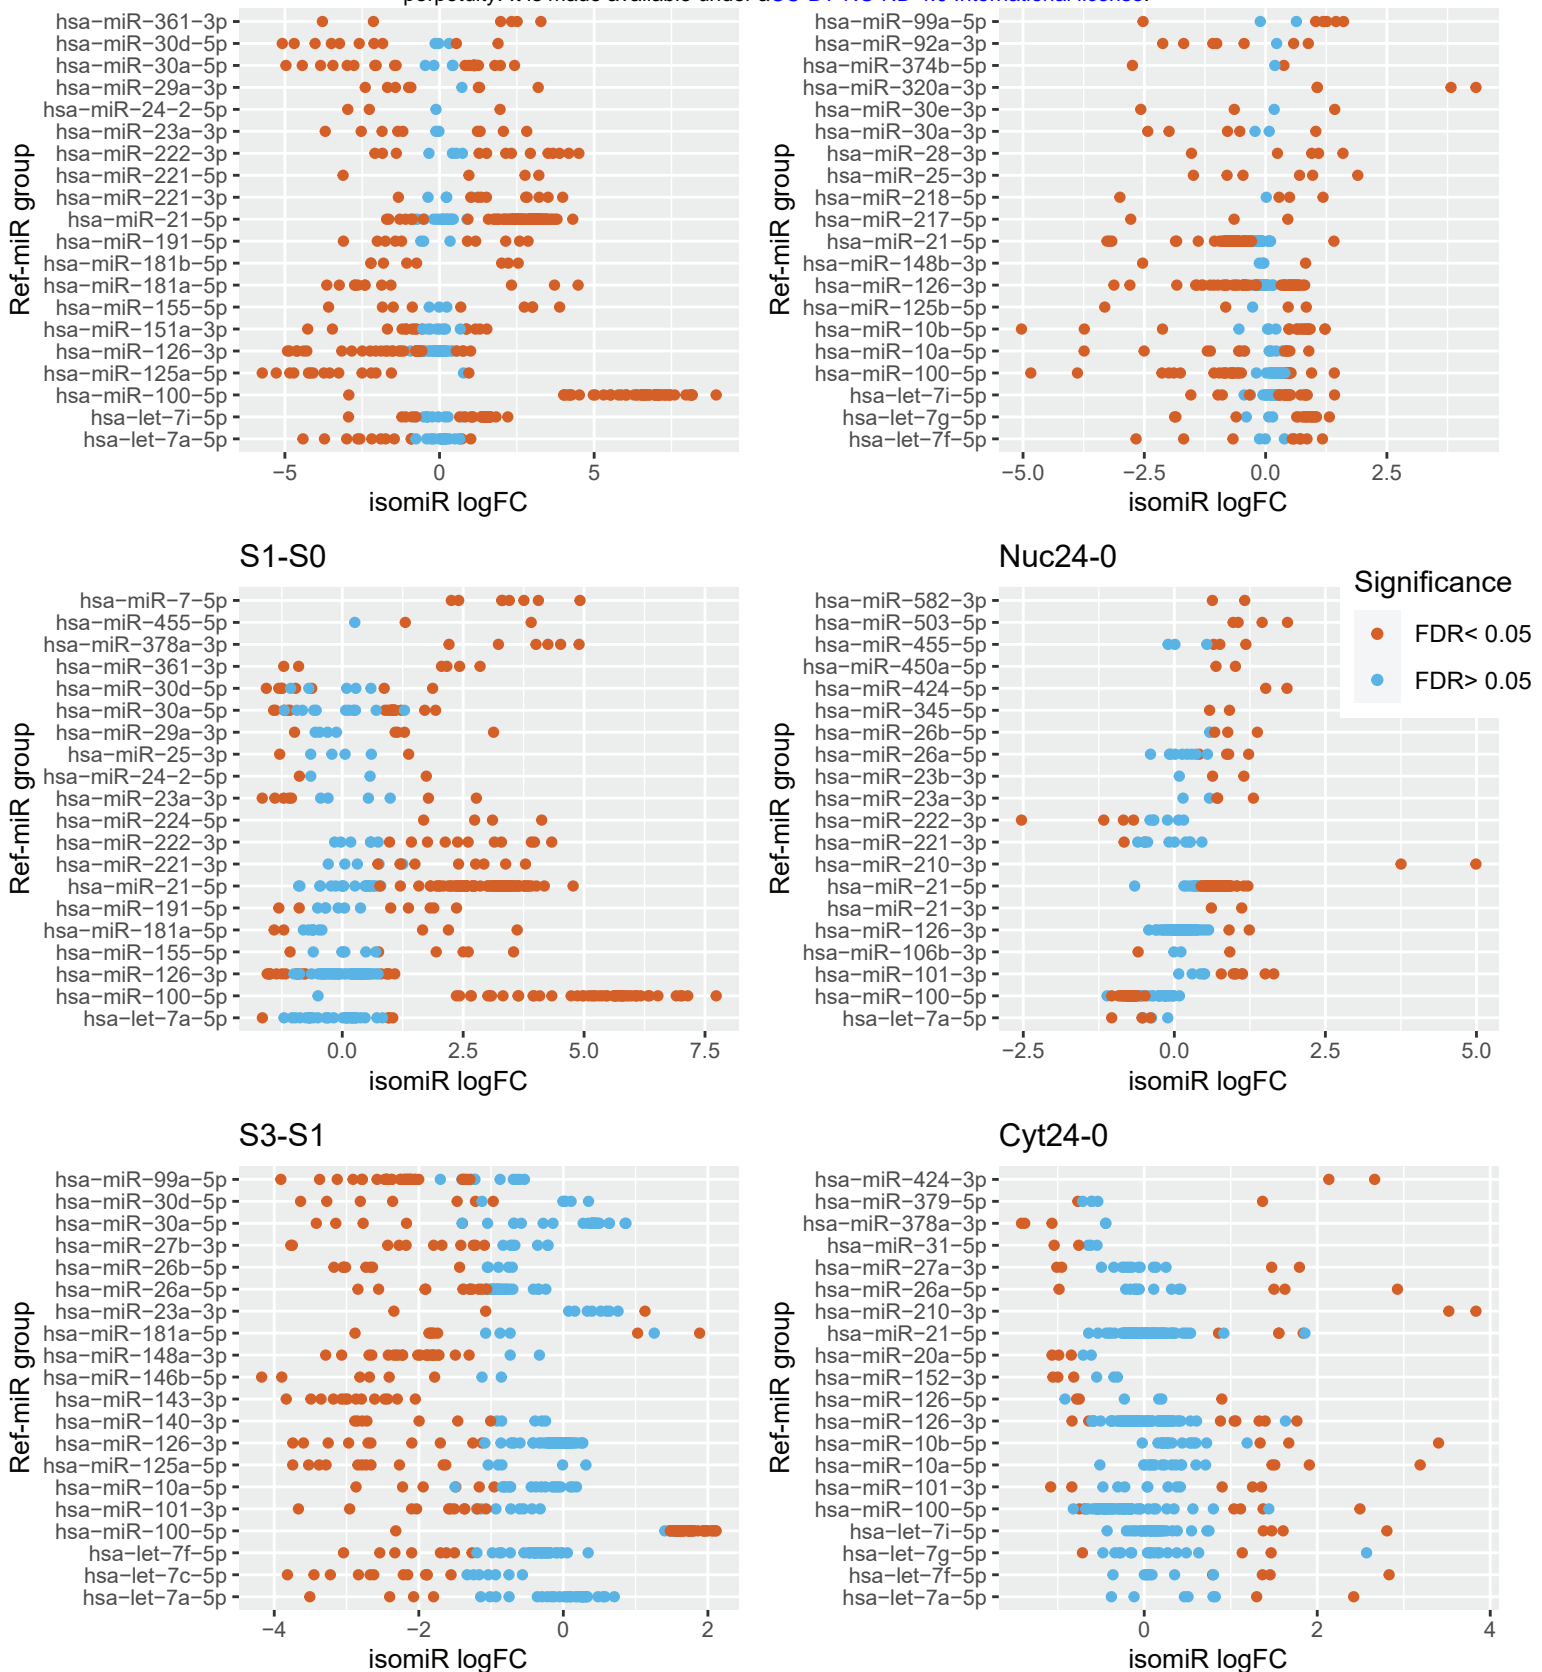 perpetuity. It is made available under aCC-BY-NC-ND 4.0 International license.
hsa−miR−361−3p
hsa−miR−30d−5p
hsa−miR−30a−5p
hsa−miR−29a−3p
hsa−miR−24−2−5p
hsa−miR−23a−3p
hsa−miR−222−3p
hsa−miR−221−5p
hsa−miR−221−3p
hsa−miR−21−5p
hsa−miR−191−5p
hsa−miR−181b−5p
hsa−miR−181a−5p
hsa−miR−155−5p
hsa−miR−151a−3p
hsa−miR−126−3p
hsa−miR−125a−5p
hsa−miR−100−5p
hsa−let−7i−5p
hsa−let−7a−5p
Ref−miR group
−5 0 5
isomiR logFC
hsa−miR−99a−5p
hsa−miR−92a−3p
hsa−miR−374b−5p
hsa−miR−320a−3p
hsa−miR−30e−3p
hsa−miR−30a−3p
hsa−miR−28−3p
hsa−miR−25−3p
hsa−miR−218−5p
hsa−miR−217−5p
hsa−miR−21−5p
hsa−miR−148b−3p
hsa−miR−126−3p
hsa−miR−125b−5p
hsa−miR−10b−5p
hsa−miR−10a−5p
hsa−miR−100−5p
hsa−let−7i−5p
hsa−let−7g−5p
hsa−let−7f−5p
Ref−miR group
−5.0 −2.5 0.0 2.5
isomiR logFC
S1-S0
hsa−miR−7−5p
hsa−miR−455−5p
hsa−miR−378a−3p
hsa−miR−361−3p
hsa−miR−30d−5p
hsa−miR−30a−5p
hsa−miR−29a−3p
hsa−miR−25−3p
hsa−miR−24−2−5p
hsa−miR−23a−3p
hsa−miR−224−5p
hsa−miR−222−3p
hsa−miR−221−3p
hsa−miR−21−5p
hsa−miR−191−5p
hsa−miR−181a−5p
hsa−miR−155−5p
hsa−miR−126−3p
hsa−miR−100−5p
hsa−let−7a−5p
Ref−miR group
0.0 2.5 5.0 7.5
isomiR logFC
Nuc24-0
hsa−miR−582−3p
hsa−miR−503−5p
hsa−miR−455−5p
hsa−miR−450a−5p
hsa−miR−424−5p
hsa−miR−345−5p
hsa−miR−26b−5p
hsa−miR−26a−5p
hsa−miR−23b−3p
hsa−miR−23a−3p
hsa−miR−222−3p
hsa−miR−221−3p
hsa−miR−210−3p
hsa−miR−21−5p
hsa−miR−21−3p
hsa−miR−126−3p
hsa−miR−106b−3p
hsa−miR−101−3p
hsa−miR−100−5p
hsa−let−7a−5p
Ref−miR group
−2.5 0.0 2.5 5.0
isomiR logFC
Significance
FDR< 0.05
FDR> 0.05
S3-S1
hsa−miR−99a−5p
hsa−miR−30d−5p
hsa−miR−30a−5p
hsa−miR−27b−3p
hsa−miR−26b−5p
hsa−miR−26a−5p
hsa−miR−23a−3p
hsa−miR−181a−5p
hsa−miR−148a−3p
hsa−miR−146b−5p
hsa−miR−143−3p
hsa−miR−140−3p
hsa−miR−126−3p
hsa−miR−125a−5p
hsa−miR−10a−5p
hsa−miR−101−3p
hsa−miR−100−5p
hsa−let−7f−5p
hsa−let−7c−5p
hsa−let−7a−5p
Ref−miR group
−4 −2 0 2
isomiR logFC
Cyt24-0
hsa−miR−424−3p
hsa−miR−379−5p
hsa−miR−378a−3p
hsa−miR−31−5p
hsa−miR−27a−3p
hsa−miR−26a−5p
hsa−miR−210−3p
hsa−miR−21−5p
hsa−miR−20a−5p
hsa−miR−152−3p
hsa−miR−126−5p
hsa−miR−126−3p
hsa−miR−10b−5p
hsa−miR−10a−5p
hsa−miR−101−3p
hsa−miR−100−5p
hsa−let−7i−5p
hsa−let−7g−5p
hsa−let−7f−5p
hsa−let−7a−5p
Ref−miR group
0 2 4
isomiR logFC